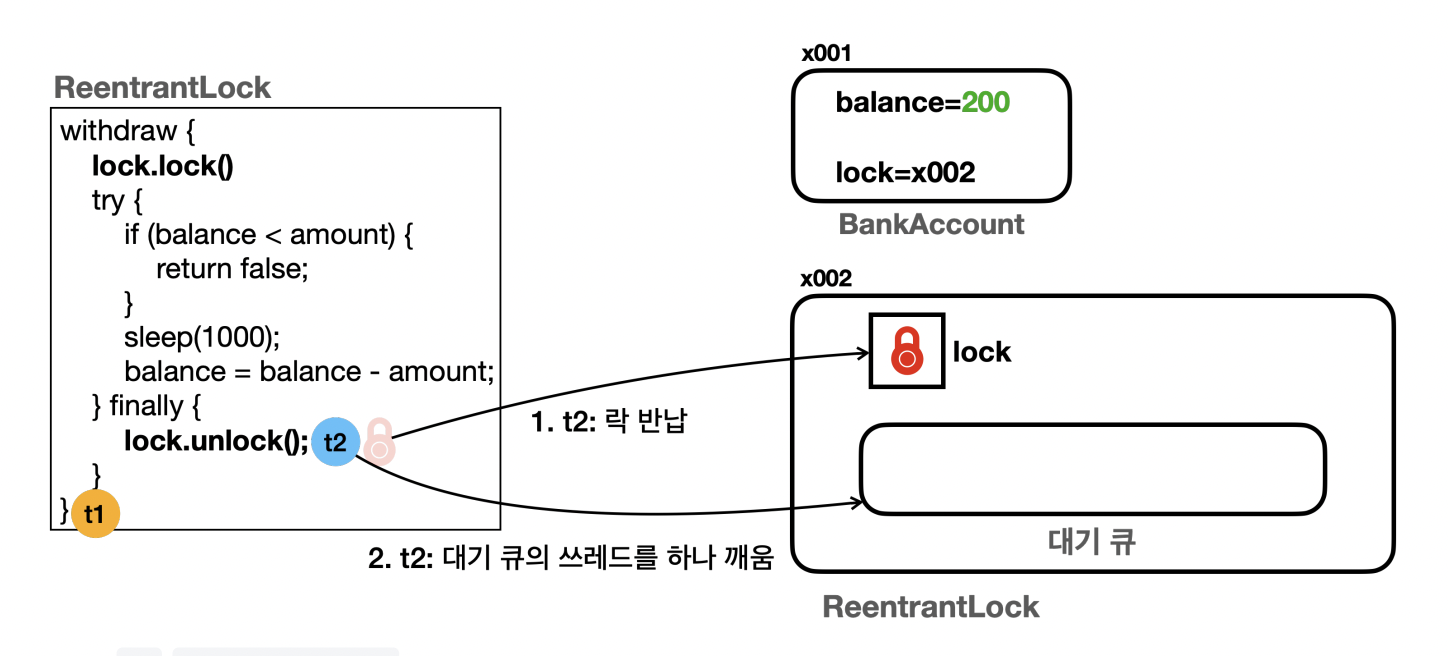 ReentrantLock
withdraw {
lock.lock()
try {
if (balance < amount) {
return false;
}
sleep(1000);
balance = balance - amount;
} finally {
lock.unlock(); t2
}
} t1
1. t2: 락 반납
2. t2: 대기 큐의 쓰레드를 하나 깨움
x001
balance=200
lock=x002
BankAccount
x002
lock
대기 큐
ReentrantLock